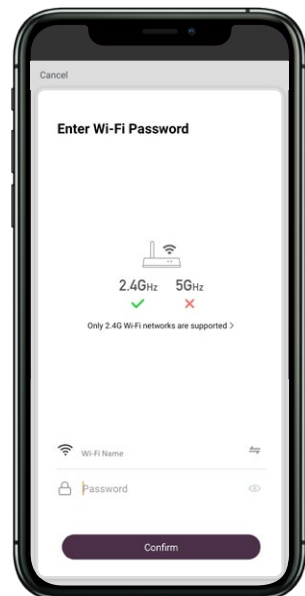 Cancel
Enter Wi-Fi Password
2.4GHz 5GHz
Only 2.4G Wi-Fi networks are supported >
Wi-Fi Name
Password
Confirm